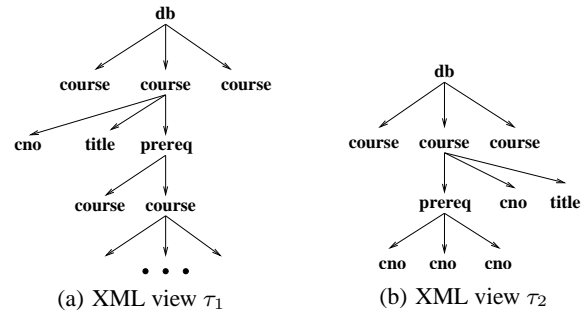 db
course course course
cno title prereq
course course
• • •
(a) XML view τ1
db
course course course
prereq cno title
cno cno cno
(b) XML view τ2